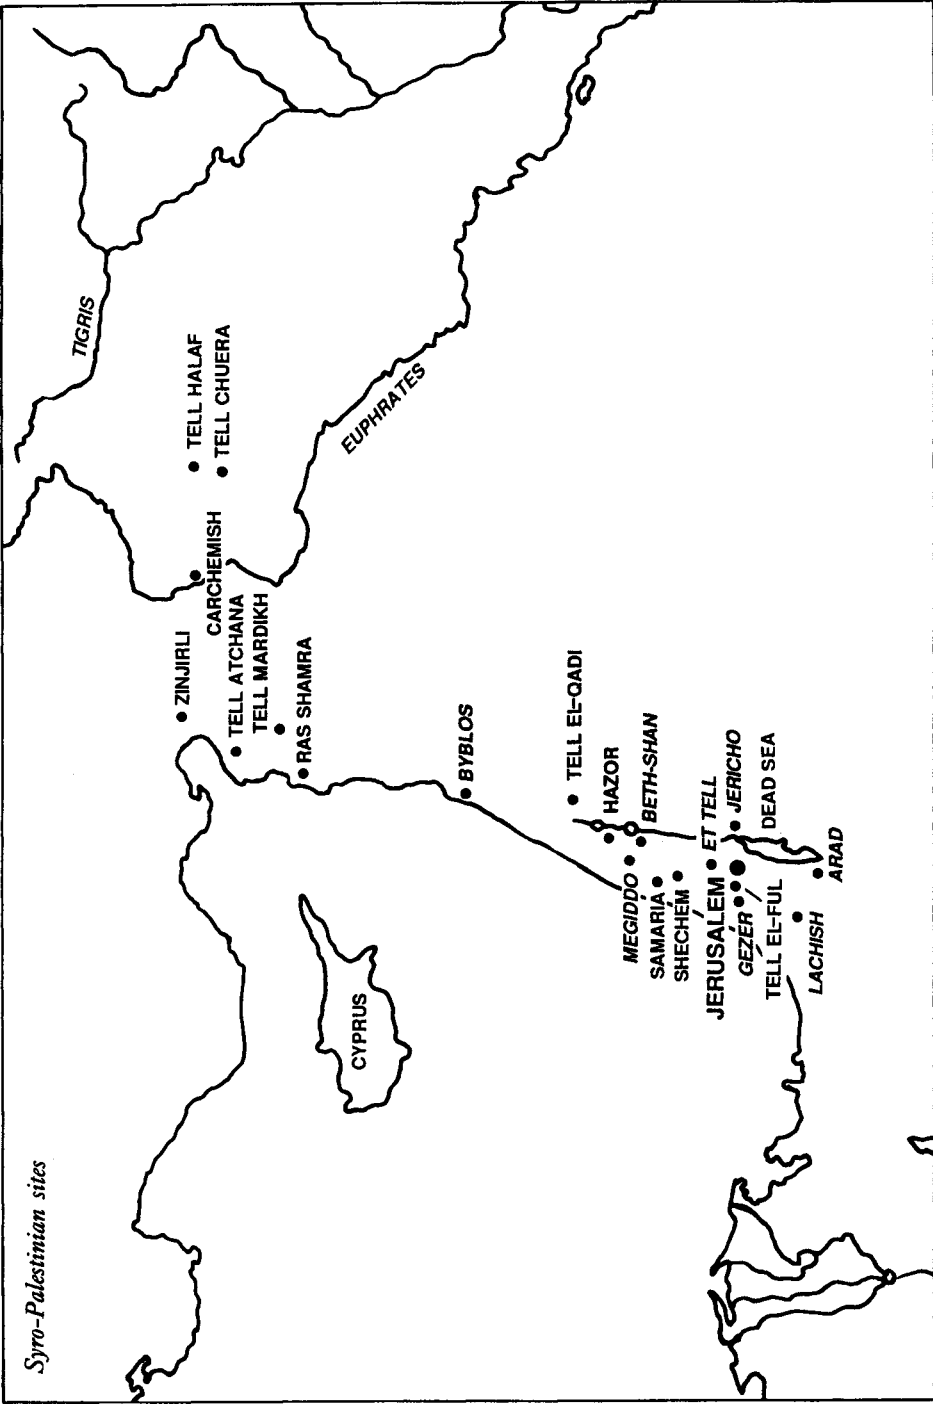 Syro-Palestinian sites
TIGRIS
TELL HALAF
TELL CHUERA
EUPHRATES
CARCHEMISH
ZINJIRLI
TELL ATCHANA
TELL MARDIKH
RAS SHAMRA
BYBLOS
CYPRUS
TELL EL-QADI
HAZOR
BETH-SHAN
MEGIDDO
SAMARIA
SHECHEM
ET TELL
JERUSALEM
JERICHO
GEZER
DEAD SEA
TELL EL-FUL
LACHISH
ARAD